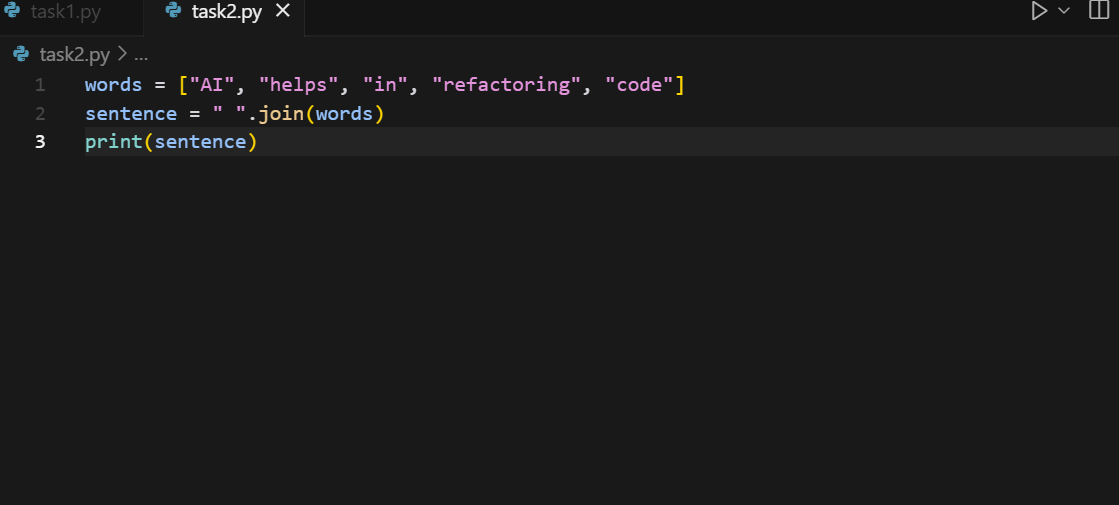 task1.py task2.py
task2.py > ...
1 words = ["AI", "helps", "in", "refactoring", "code"]
2 sentence = " ".join(words)
3 print(sentence)